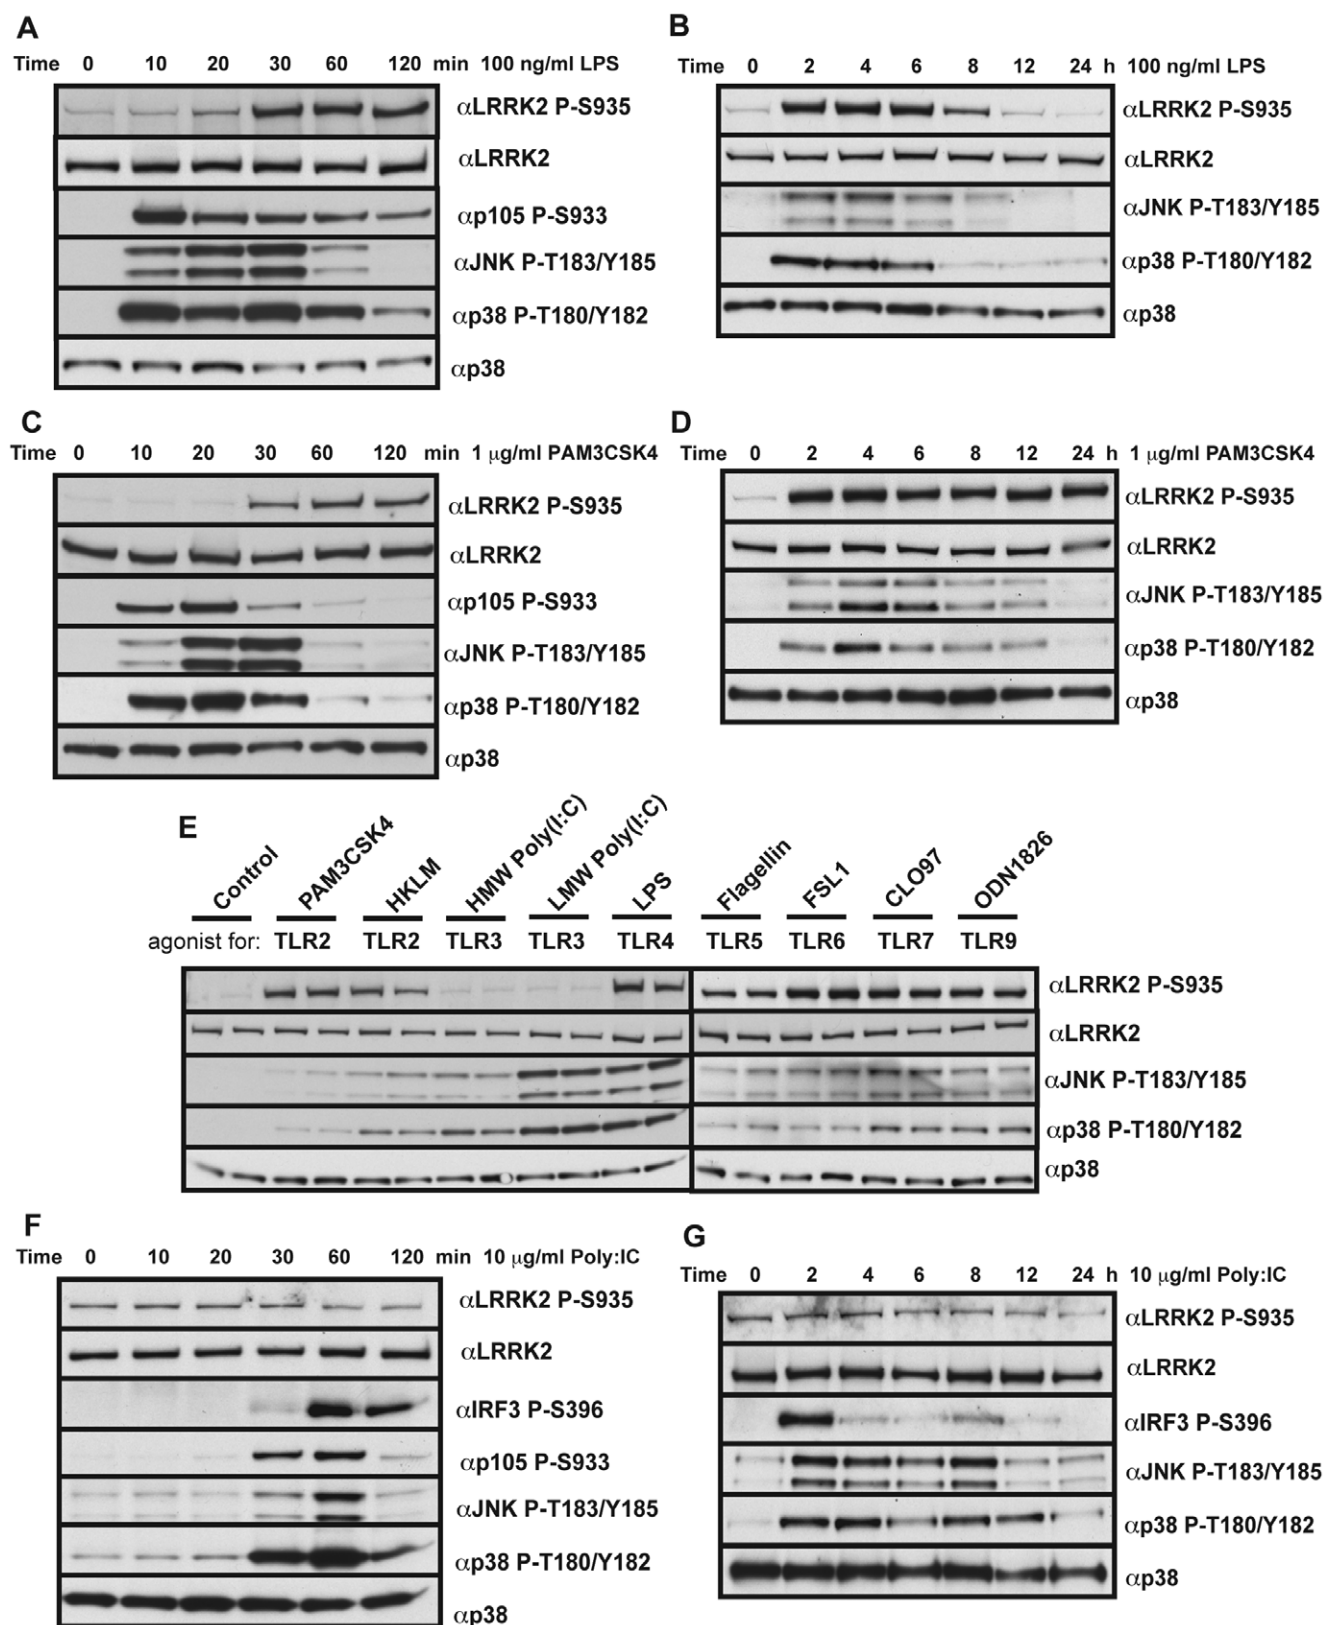 A
Time 0 10 20 30 60 120 min 100 ng/ml LPS
αLRRK2 P-S935
αLRRK2
αp105 P-S933
αJNK P-T183/Y185
αp38 P-T180/Y182
αp38
B
Time 0 2 4 6 8 12 24 h 100 ng/ml LPS
αLRRK2 P-S935
αLRRK2
αJNK P-T183/Y185
αp38 P-T180/Y182
αp38
C
Time 0 10 20 30 60 120 min 1 μg/ml PAM3CSK4
αLRRK2 P-S935
αLRRK2
αp105 P-S933
αJNK P-T183/Y185
αp38 P-T180/Y182
αp38
D
Time 0 2 4 6 8 12 24 h 1 μg/ml PAM3CSK4
αLRRK2 P-S935
αLRRK2
αJNK P-T183/Y185
αp38 P-T180/Y182
αp38
E
Control PAM3CSK4 HKLM HMW Poly(I:C) LMW Poly(I:C) LPS Flagellin FSL1 CLO97 ODN1826
agonist for: TLR2 TLR2 TLR3 TLR3 TLR4 TLR5 TLR6 TLR7 TLR9
αLRRK2 P-S935
αLRRK2
αJNK P-T183/Y185
αp38 P-T180/Y182
αp38
F
Time 0 10 20 30 60 120 min 10 μg/ml Poly:IC
αLRRK2 P-S935
αLRRK2
αIRF3 P-S396
αp105 P-S933
αJNK P-T183/Y185
αp38 P-T180/Y182
αp38
G
Time 0 2 4 6 8 12 24 h 10 μg/ml Poly:IC
αLRRK2 P-S935
αLRRK2
αIRF3 P-S396
αJNK P-T183/Y185
αp38 P-T180/Y182
αp38